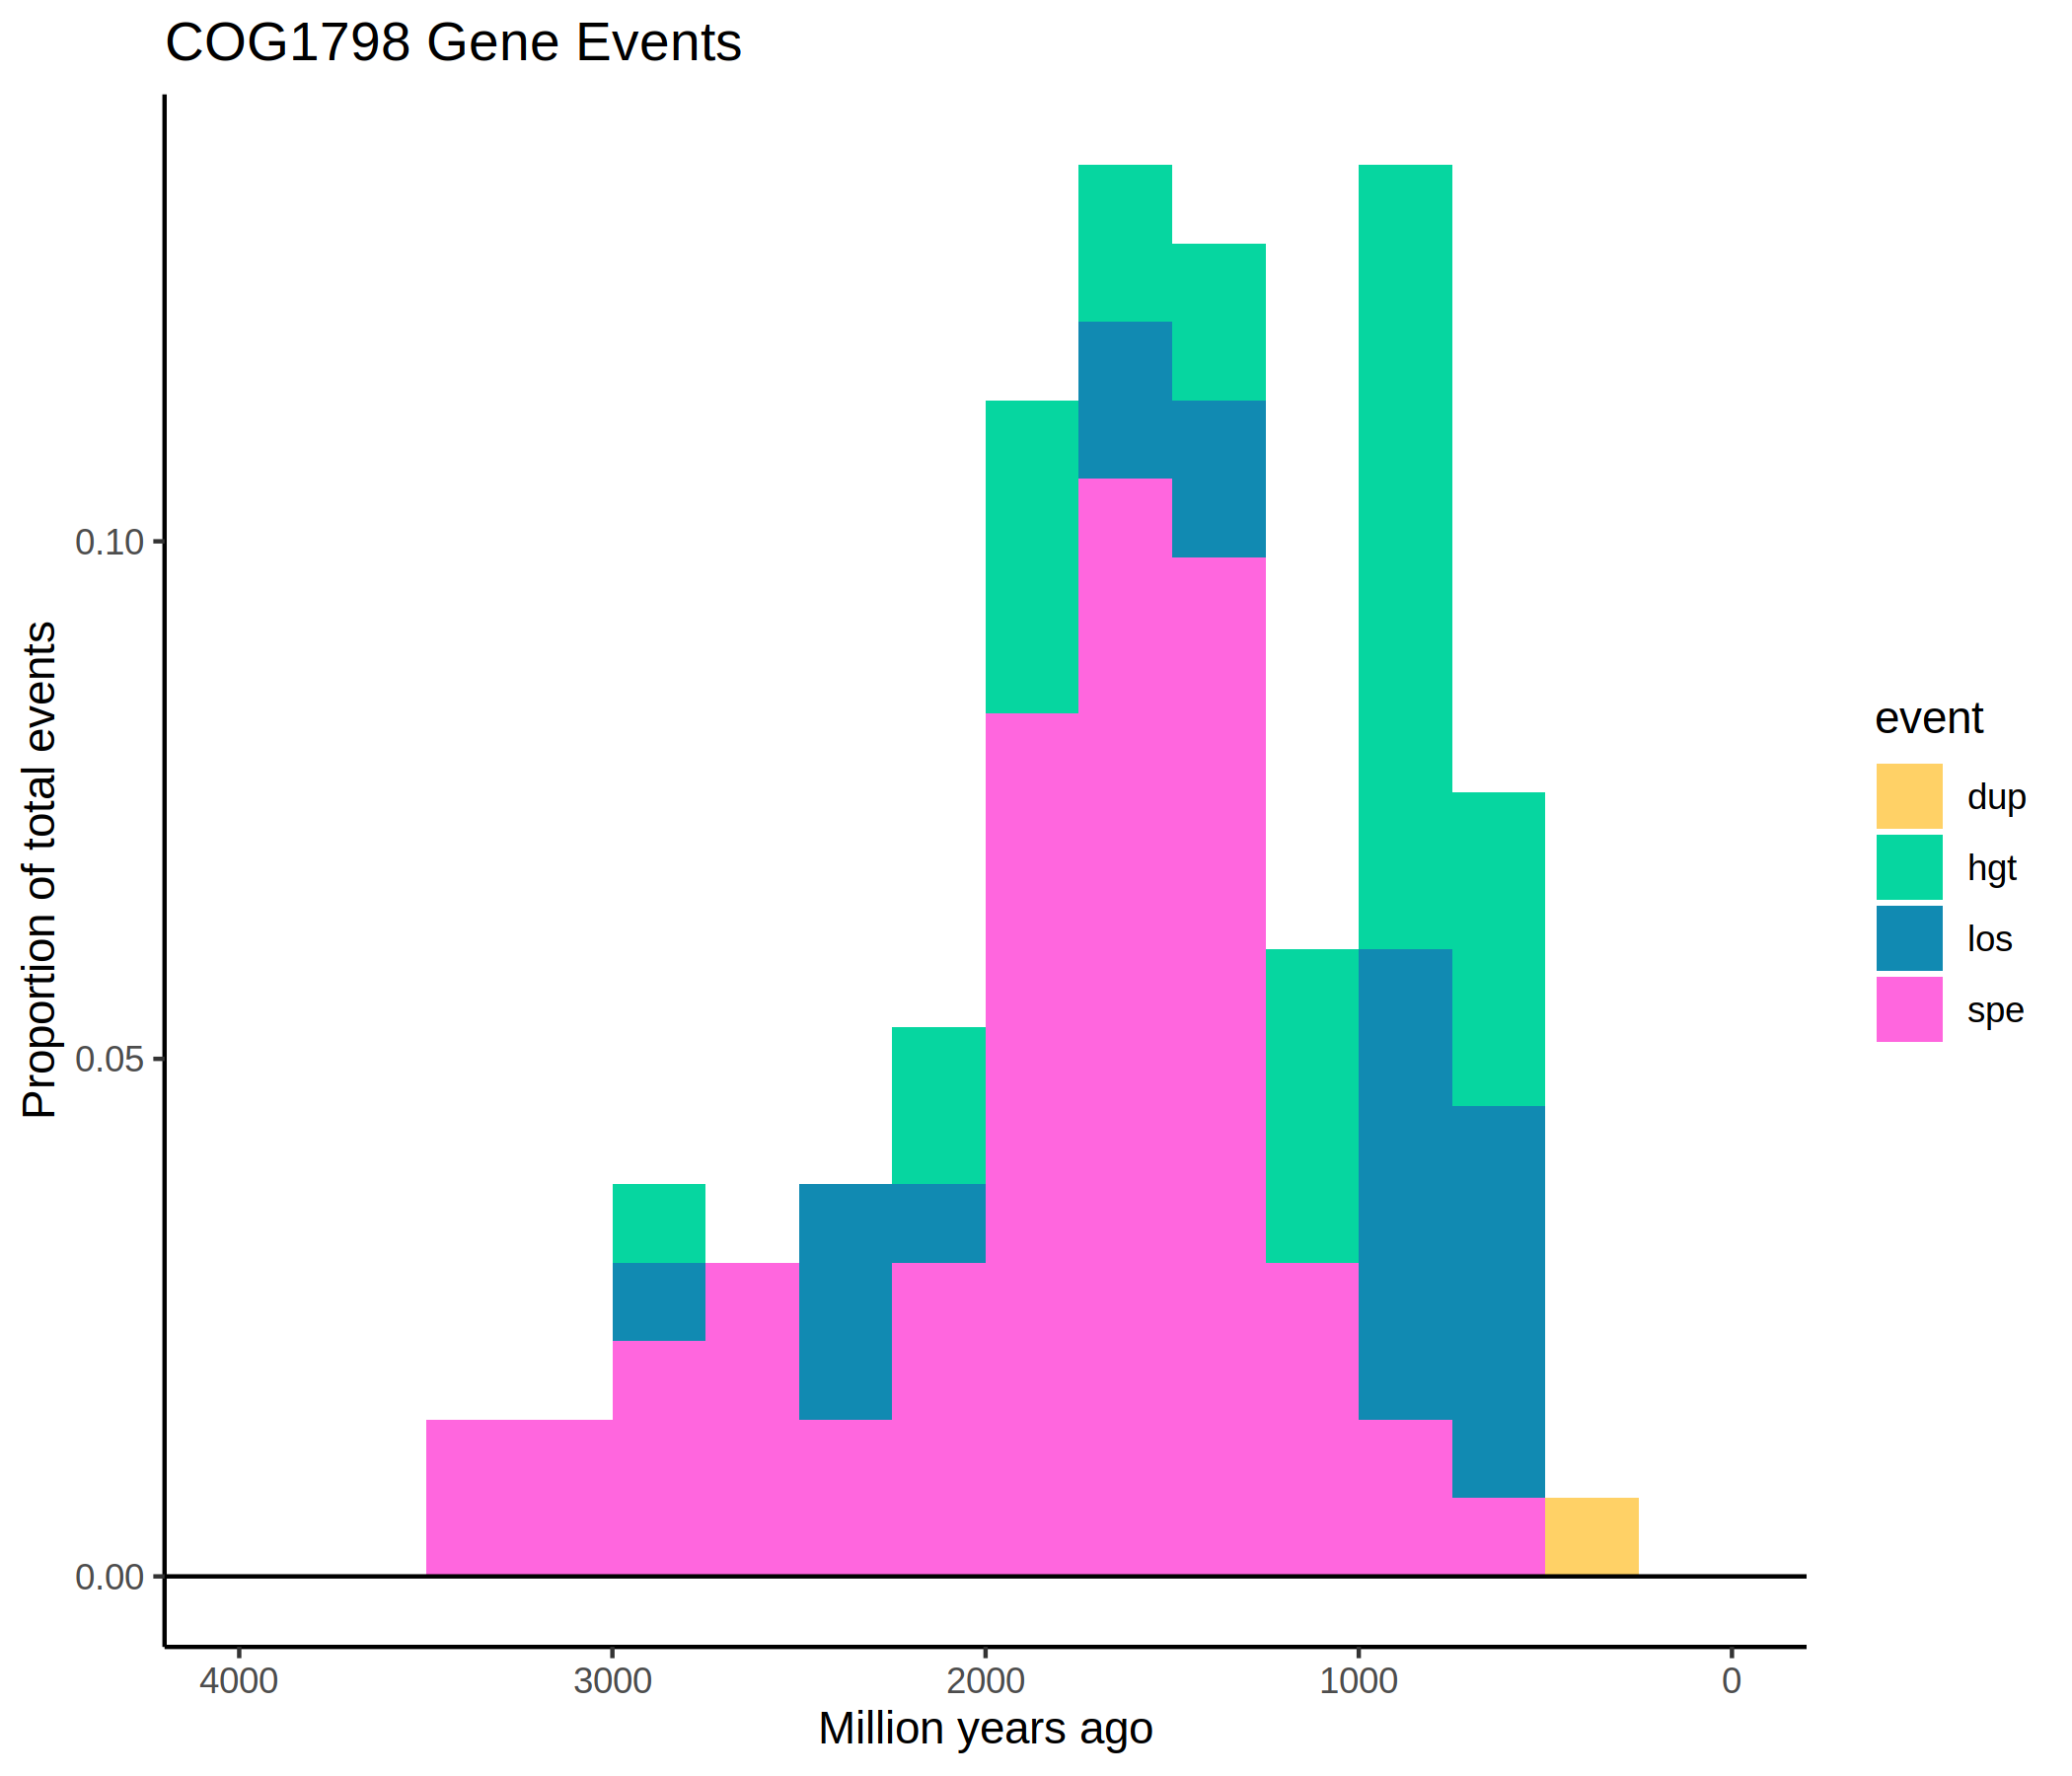 COG1798 Gene Events
Proportion of total events
0.10
0.05
0.00
4000 3000 2000 1000 0
Million years ago
event
dup
hgt
los
spe